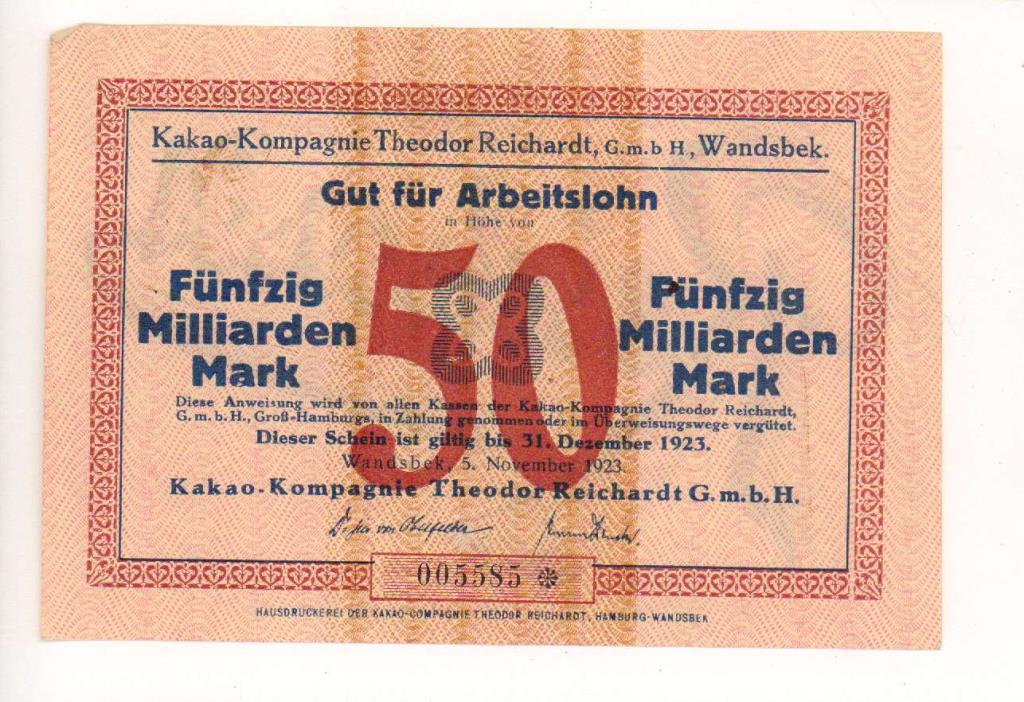 Kakao-Kompagnie Theodor Reichardt, G.m.b H., Wandsbek.
Gut für Arbeitslohn
in Höhe von
50
Fünfzig
Milliarden
Mark
Fünfzig
Milliarden
Mark
Diese Anweisung wird von allen Kassen der Kakao-Kompagnie Theodor Reichardt,
G. m. b. H., Groß-Hamburgs, in Zahlung genommen oder im Überweisungswege vergütet.
Dieser Schein ist giltig bis 31. Dezember 1923.
Wandsbek, 5. November 1923
Kakao-Kompagnie Theodor Reichardt G.m.b.H.
005585 ❊
HAUSDRUCKEREI DER KAKAO-COMPAGNIE THEODOR REICHARDT, HAMBURG-WANDSBEK